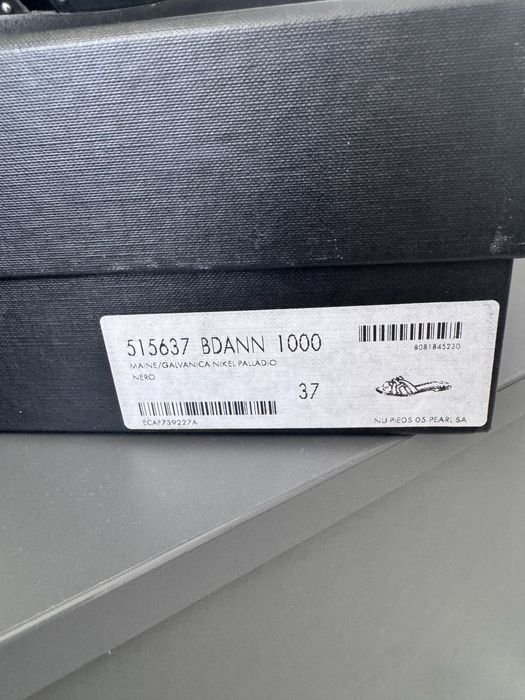 515637 BDANN 1000
MAINE/GALVANICA NIKEL PALLADIO
NERO
8081845230
37
ECAF739227A
NU PIEDS 05 PEARL SA